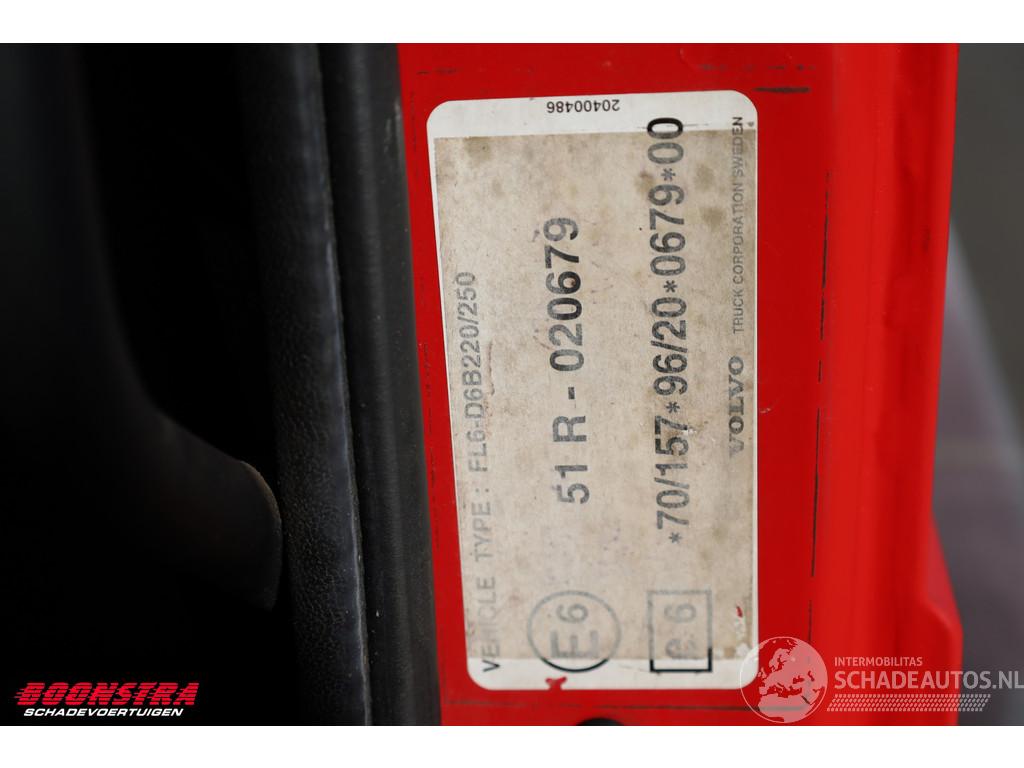 20400486
VEHICLE TYPE : FL6-D6B220/250
E6 51 R - 020679
e 6 *70/157*96/20*0679*00
VOLVO TRUCK CORPORATION SWEDEN
BOONSTRA
SCHADEVOERTUIGEN
INTERMOBILITAS
SCHADEAUTOS.NL